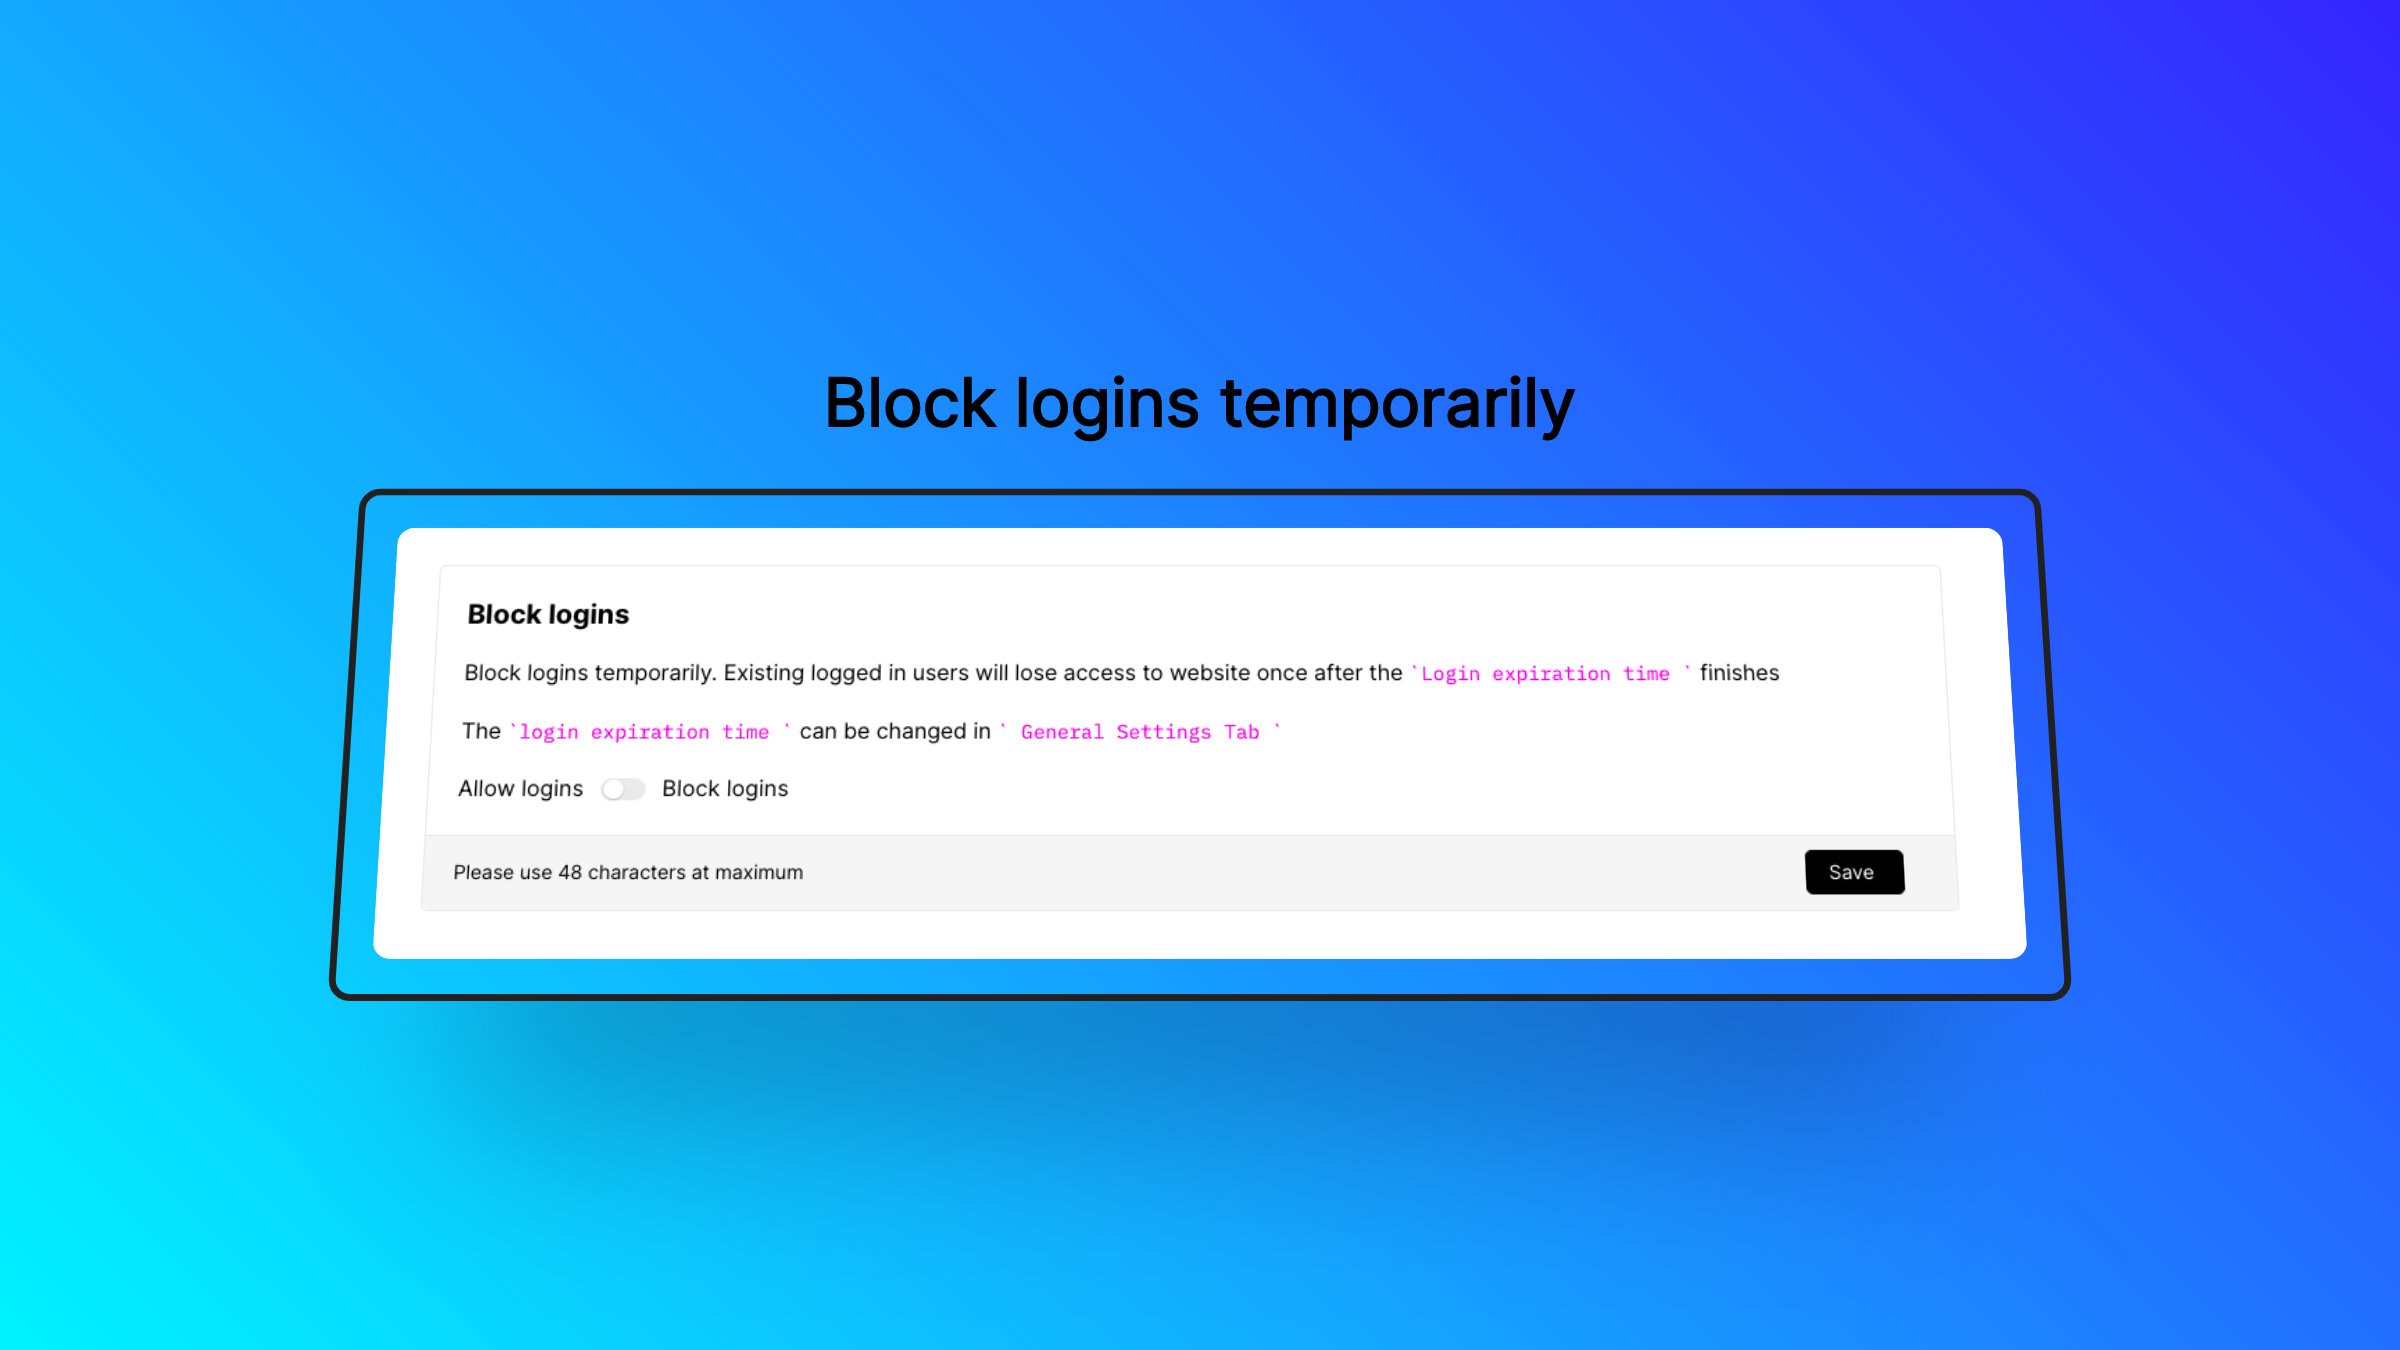 Block logins temporarily
Block logins
Block logins temporarily. Existing logged in users will lose access to website once after the `Login expiration time ` finishes
The `login expiration time ` can be changed in ` General Settings Tab `
Allow logins Block logins
Please use 48 characters at maximum Save